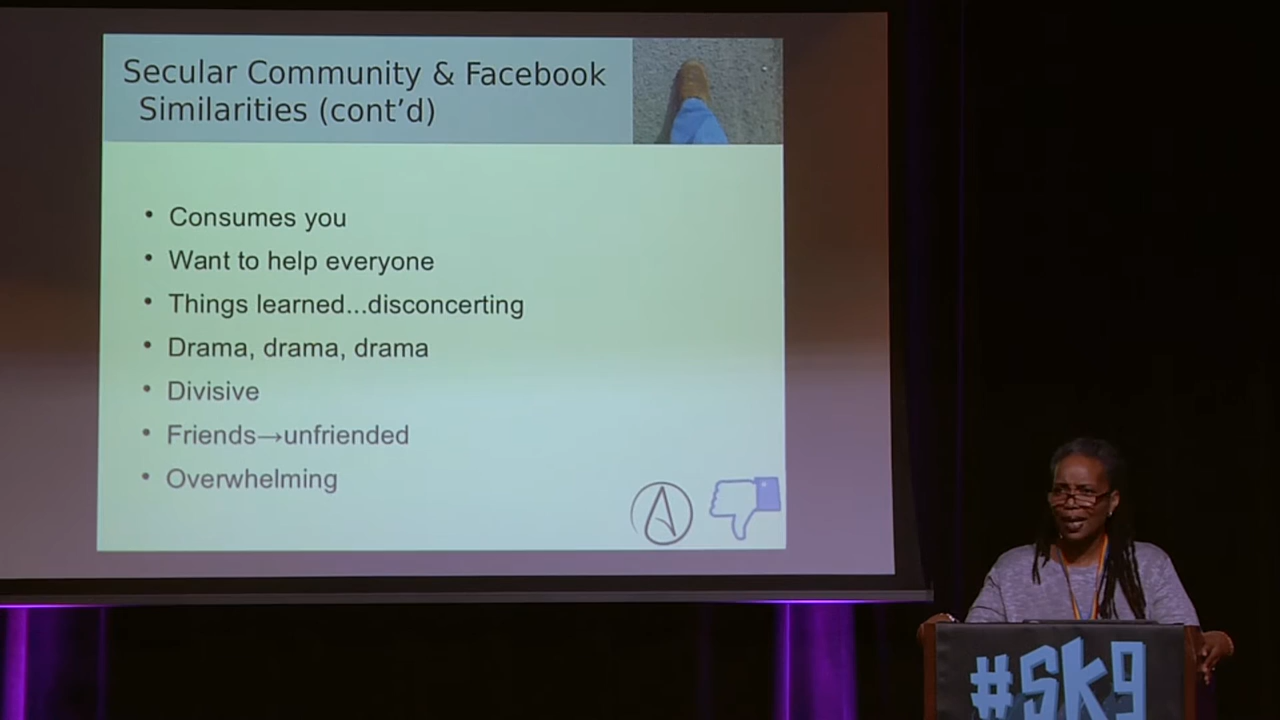 Secular Community & Facebook
Similarities (cont’d)
• Consumes you
• Want to help everyone
• Things learned...disconcerting
• Drama, drama, drama
• Divisive
• Friends→unfriended
• Overwhelming
#SK9